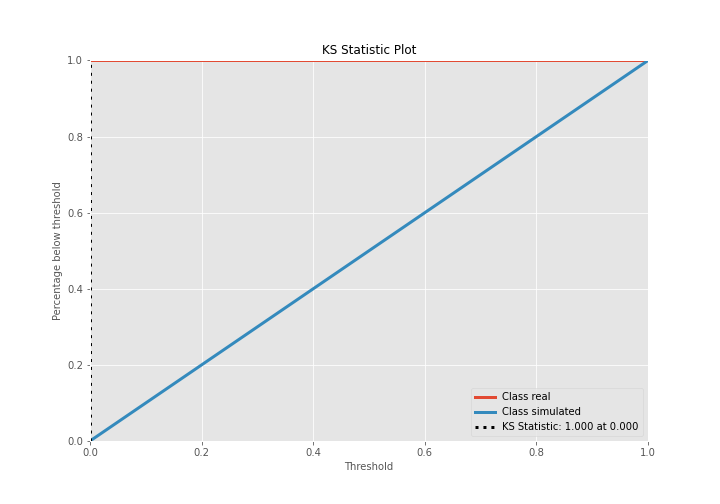 KS Statistic Plot
Percentage below threshold
1.0
0.8
0.6
0.4
0.2
0.0
0.0 0.2 0.4 0.6 0.8 1.0
Threshold
Class real
Class simulated
KS Statistic: 1.000 at 0.000